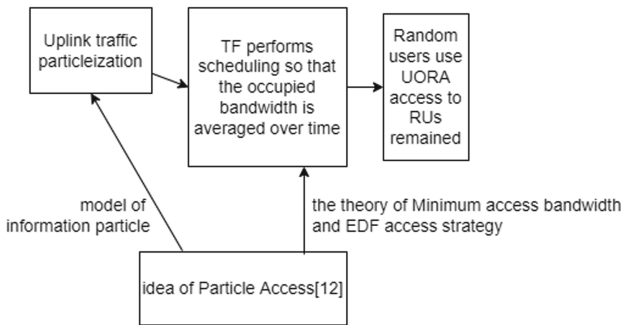 Uplink traffic
particleization
TF performs
scheduling so that
the occupied
bandwidth is
averaged over time
Random
users use
UORA
access to
RUs
remained
model of
information particle
the theory of Minimum access bandwidth
and EDF access strategy
idea of Particle Access[12]